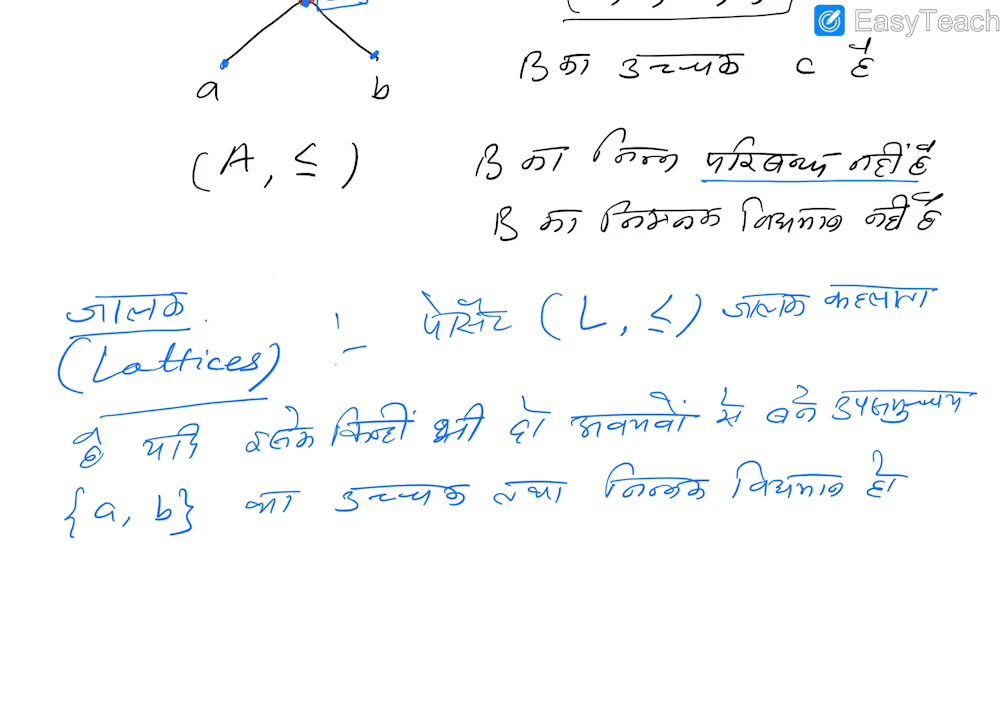 EasyTeach
B का उच्चक c है
a b
(A, ≤)
B का निम्न परिबन्ध नहीं है
B का निम्नक विद्यमान नहीं है
जालक
(Lattices) :- पोसेट (L, ≤) जालक कहलाता
है यदि इसके किन्हीं भी दो अवयवों से बने उपसमुच्चय
{a, b} का उच्चक तथा निम्नक विद्यमान हो